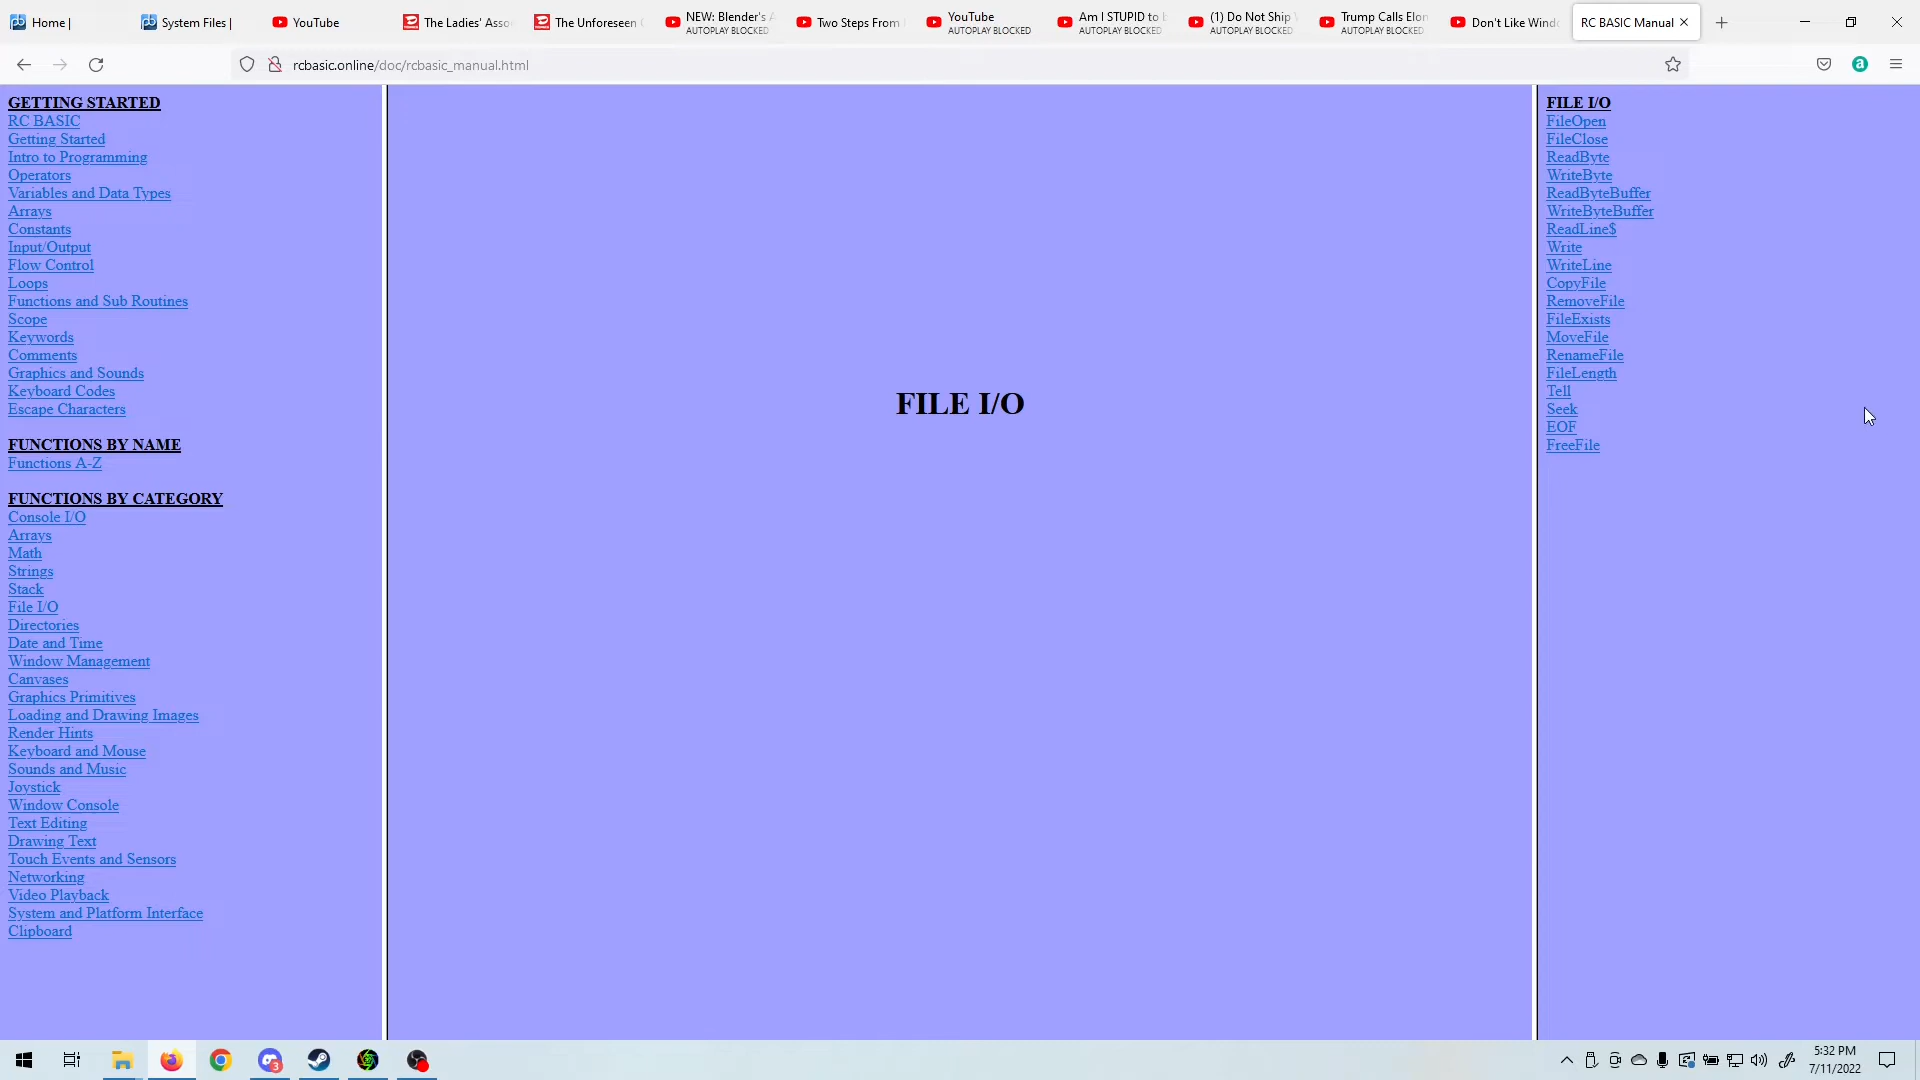 Home |
System Files |
YouTube
The Ladies' Asso
The Unforeseen
NEW: Blender's A
AUTOPLAY BLOCKED
Two Steps From
YouTube
AUTOPLAY BLOCKED
Am I STUPID to b
AUTOPLAY BLOCKED
(1) Do Not Ship
AUTOPLAY BLOCKED
Trump Calls Elon
AUTOPLAY BLOCKED
Don't Like Windo
RC BASIC Manual
rcbasic.online/doc/rcbasic_manual.html
GETTING STARTED
RC BASIC
Getting Started
Intro to Programming
Operators
Variables and Data Types
Arrays
Constants
Input/Output
Flow Control
Loops
Functions and Sub Routines
Scope
Keywords
Comments
Graphics and Sounds
Keyboard Codes
Escape Characters
FUNCTIONS BY NAME
Functions A-Z
FUNCTIONS BY CATEGORY
Console I/O
Arrays
Math
Strings
Stack
File I/O
Directories
Date and Time
Window Management
Canvases
Graphics Primitives
Loading and Drawing Images
Render Hints
Keyboard and Mouse
Sounds and Music
Joystick
Window Console
Text Editing
Drawing Text
Touch Events and Sensors
Networking
Video Playback
System and Platform Interface
Clipboard
FILE I/O
FILE I/O
FileOpen
FileClose
ReadByte
WriteByte
ReadByteBuffer
WriteByteBuffer
ReadLine$
Write
WriteLine
CopyFile
RemoveFile
FileExists
MoveFile
RenameFile
FileLength
Tell
Seek
EOF
FreeFile
5:32 PM
7/11/2022